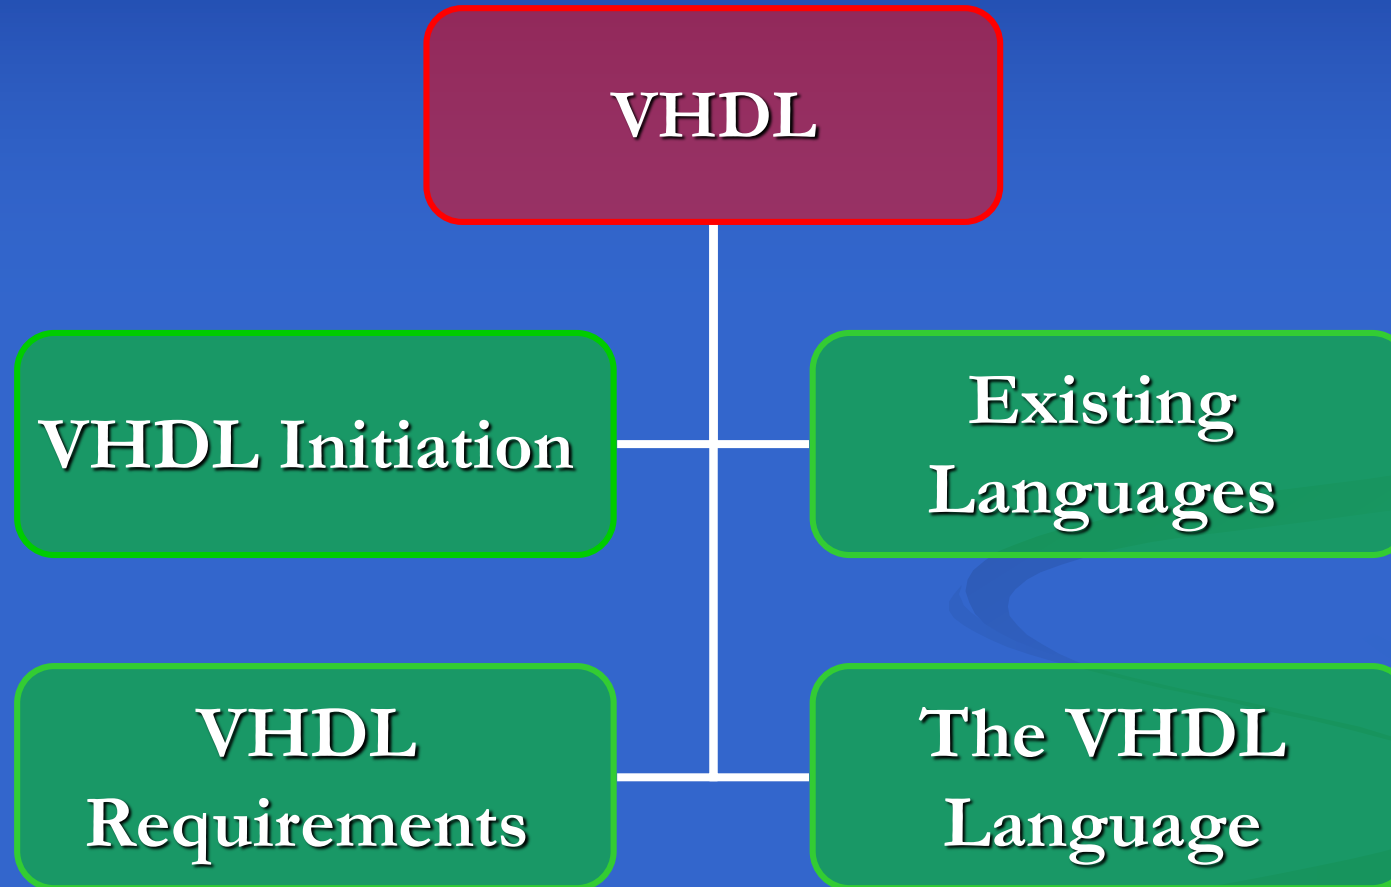 VHDL
VHDL Initiation
Existing
Languages
VHDL
Requirements
The VHDL
Language